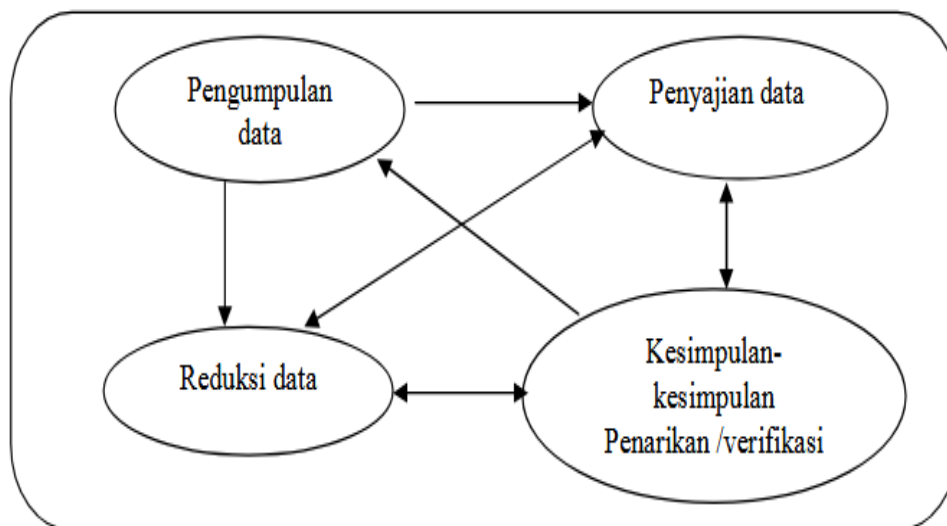 Pengumpulan
data
Penyajian data
Reduksi data
Kesimpulan-
kesimpulan
Penarikan /verifikasi